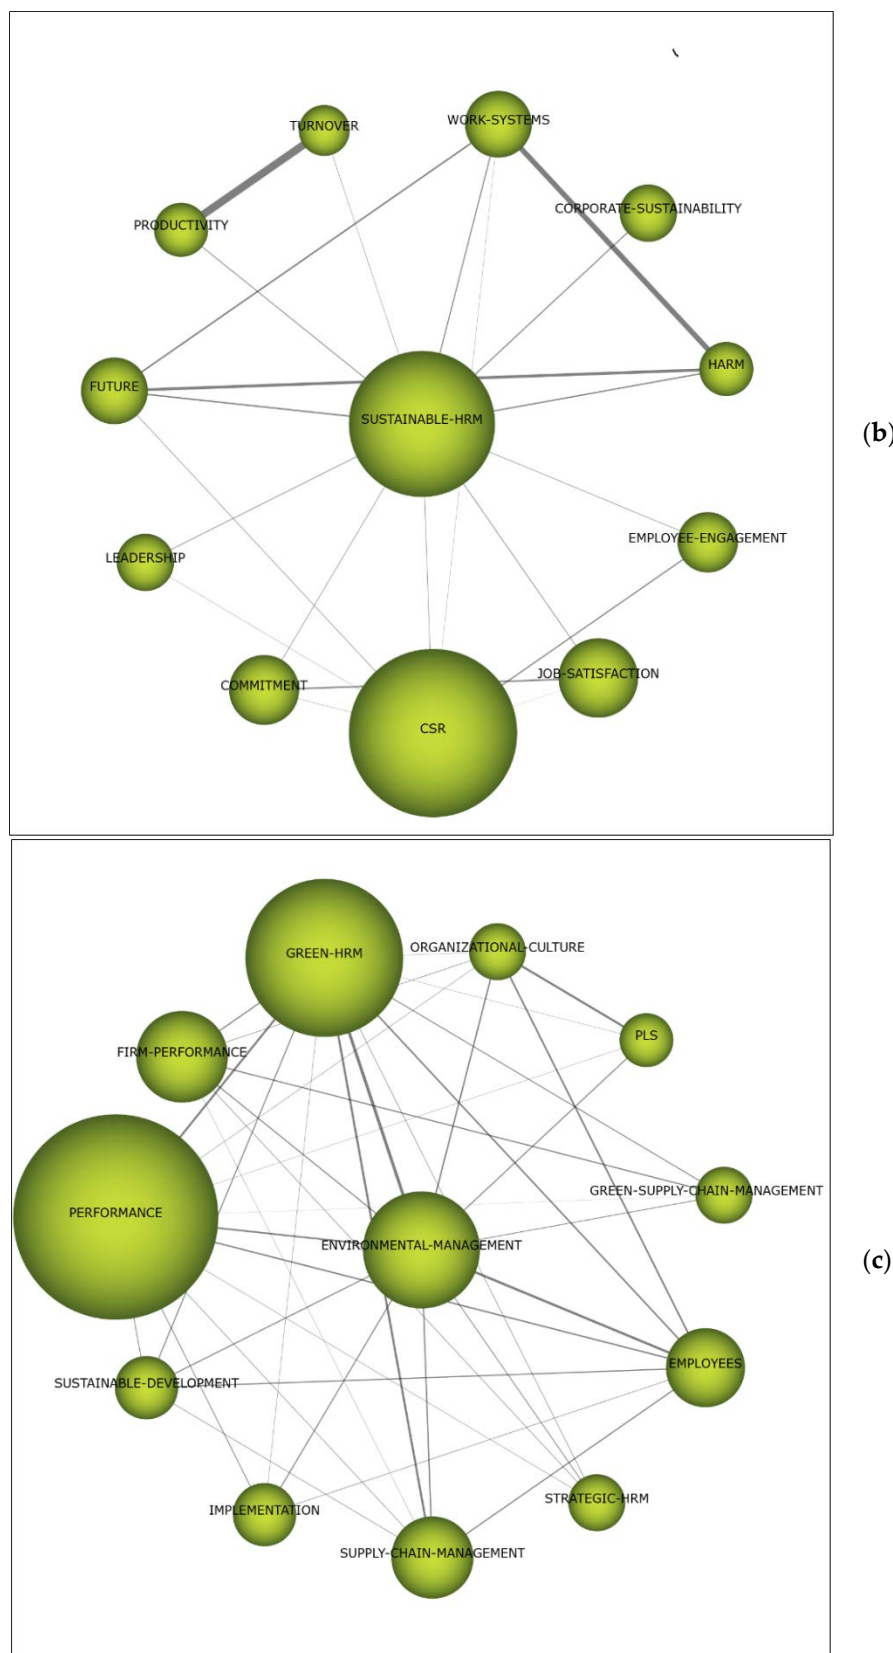 TURNOVER
WORK-SYSTEMS
CORPORATE-SUSTAINABILITY
PRODUCTIVITY
HARM
FUTURE
SUSTAINABLE-HRM
(b)
EMPLOYEE-ENGAGEMENT
LEADERSHIP
JOB-SATISFACTION
COMMITMENT
CSR
ORGANIZATIONAL-CULTURE
GREEN-HRM
PLS
FIRM-PERFORMANCE
GREEN-SUPPLY-CHAIN-MANAGEMENT
PERFORMANCE
ENVIRONMENTAL-MANAGEMENT
(c)
EMPLOYEES
SUSTAINABLE-DEVELOPMENT
STRATEGIC-HRM
IMPLEMENTATION
SUPPLY-CHAIN-MANAGEMENT